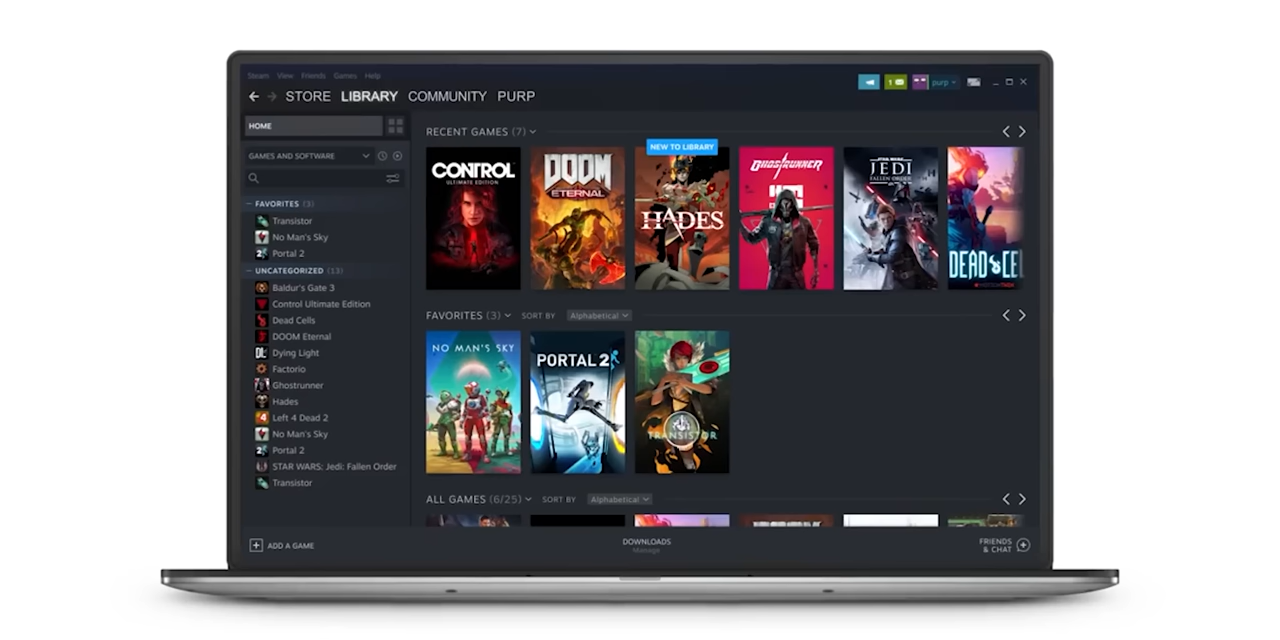 Steam View Friends Games Help
1 purp
STORE LIBRARY COMMUNITY PURP
HOME
GAMES AND SOFTWARE
FAVORITES (3)
Transistor
No Man's Sky
Portal 2
UNCATEGORIZED (13)
Baldur's Gate 3
Control Ultimate Edition
Dead Cells
DOOM Eternal
Dying Light
Factorio
Ghostrunner
Hades
Left 4 Dead 2
No Man's Sky
Portal 2
STAR WARS: Jedi: Fallen Order
Transistor
RECENT GAMES (7)
NEW TO LIBRARY
CONTROL
ULTIMATE EDITION
DOOM
ETERNAL
HADES
GHOSTRUNNER
STAR WARS
JEDI
FALLEN ORDER
DEAD CEL
FAVORITES (3) SORT BY Alphabetical
NO MAN'S SKY
PORTAL 2
TRANSISTOR
ALL GAMES (6/25) SORT BY Alphabetical
ADD A GAME
DOWNLOADS
Manage
FRIENDS
& CHAT